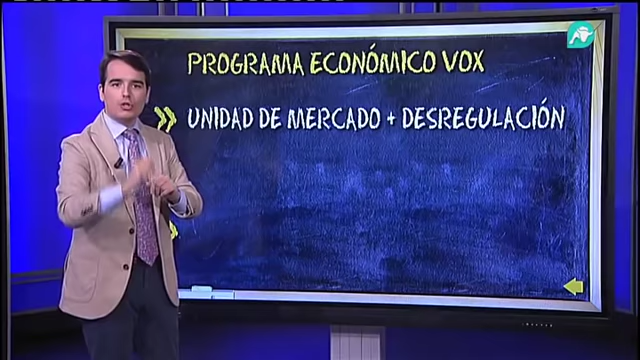 PROGRAMA ECONÓMICO VOX
UNIDAD DE MERCADO + DESREGULACIÓN